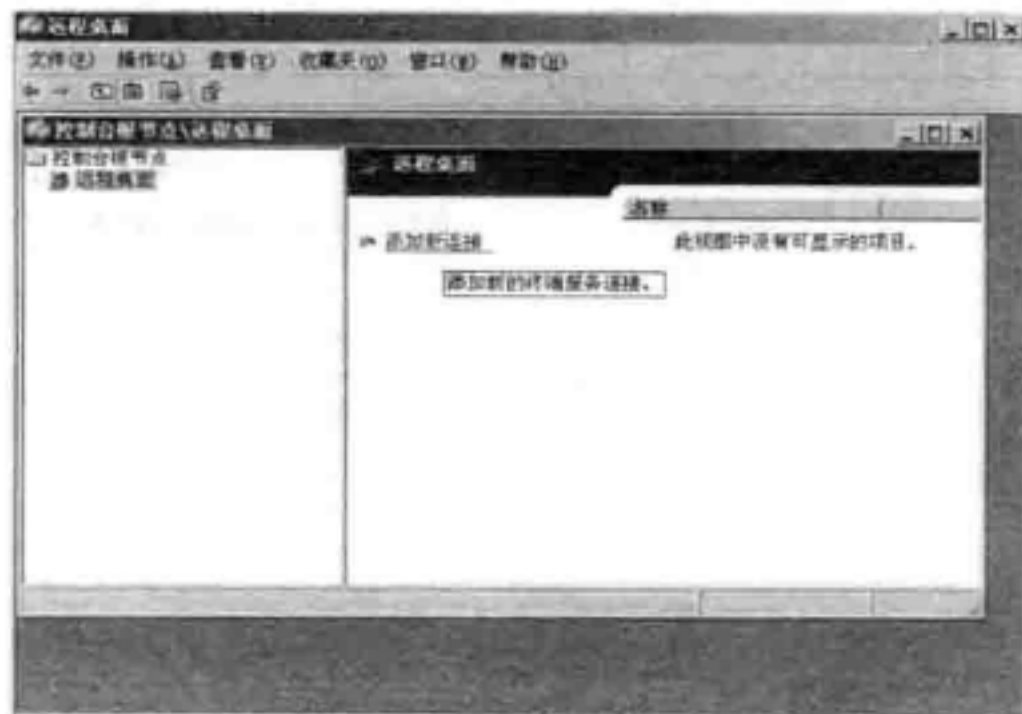 远程桌面
文件(F) 操作(A) 查看(V) 收藏夹(O) 窗口(W) 帮助(H)
控制台根节点\远程桌面
控制台根节点
远程桌面
远程桌面
名称
添加新连接
此视图中没有可显示的项目。
添加新的终端服务连接。